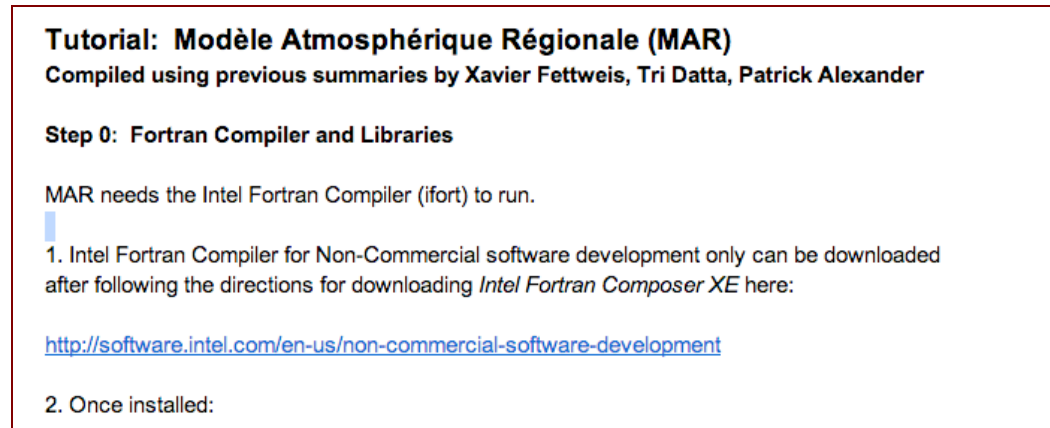 Tutorial:  Modèle Atmosphérique Régionale (MAR)
Compiled using previous summaries by Xavier Fettweis, Tri Datta, Patrick Alexander
Step 0:  Fortran Compiler and Libraries
MAR needs the Intel Fortran Compiler (ifort) to run.
1. Intel Fortran Compiler for Non-Commercial software development only can be downloaded
after following the directions for downloading Intel Fortran Composer XE here:
http://software.intel.com/en-us/non-commercial-software-development
2. Once installed: